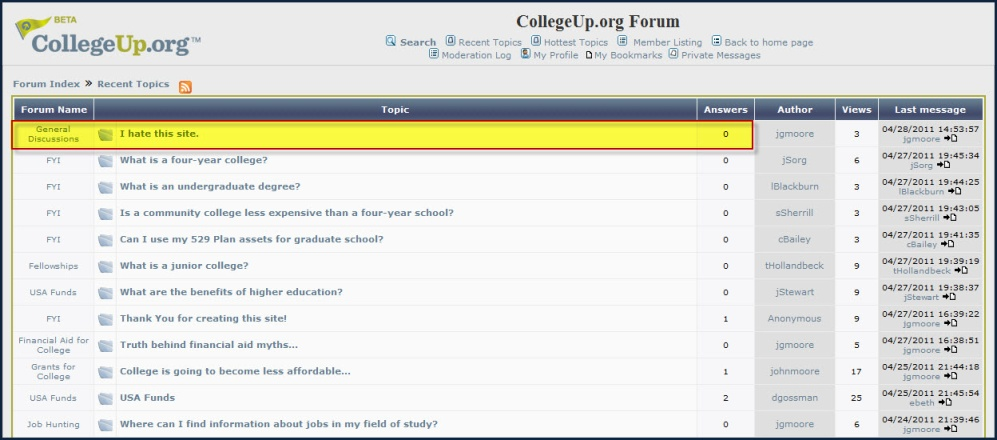 BETA
CollegeUp.org™
CollegeUp.org Forum
Search Recent Topics Hottest Topics Member Listing Back to home page
Moderation Log My Profile My Bookmarks Private Messages
Forum Index » Recent Topics
Forum Name Topic Answers Author Views Last message
General Discussions I hate this site. 0 jgmoore 3 04/28/2011 14:53:57 jgmoore
FYI What is a four-year college? 0 jSorg 6 04/27/2011 19:45:34 jSorg
FYI What is an undergraduate degree? 0 lBlackburn 3 04/27/2011 19:44:25 lBlackburn
FYI Is a community college less expensive than a four-year school? 0 sSherrill 3 04/27/2011 19:43:05 sSherrill
FYI Can I use my 529 Plan assets for graduate school? 0 cBailey 3 04/27/2011 19:41:35 cBailey
Fellowships What is a junior college? 0 tHollandbeck 9 04/27/2011 19:39:19 tHollandbeck
USA Funds What are the benefits of higher education? 0 jStewart 9 04/27/2011 19:38:37 jStewart
FYI Thank You for creating this site! 1 Anonymous 9 04/27/2011 16:39:22 jgmoore
Financial Aid for College Truth behind financial aid myths... 0 jgmoore 5 04/27/2011 16:38:51 jgmoore
Grants for College College is going to become less affordable... 1 johnmoore 17 04/25/2011 21:44:18 jgmoore
USA Funds USA Funds 2 dgossman 25 04/25/2011 21:45:54 ebeth
Job Hunting Where can I find information about jobs in my field of study? 0 jgmoore 6 04/24/2011 21:39:46 jgmoore